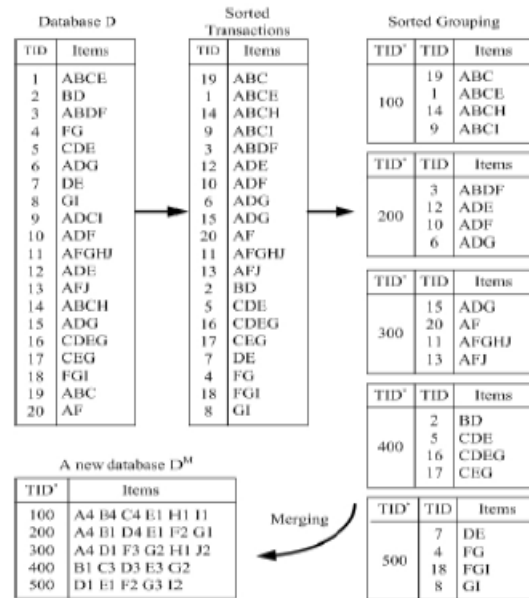 Database D
TID Items
1 ABCE
2 BD
3 ABDF
4 FG
5 CDE
6 ADG
7 DE
8 GI
9 ADCI
10 ADF
11 AFGHJ
12 ADE
13 AFJ
14 ABCH
15 ADG
16 CDEG
17 CEG
18 FGI
19 ABC
20 AF
Sorted
Transactions
TID Items
19 ABC
1 ABCE
14 ABCH
9 ABCI
3 ABDF
12 ADE
10 ADF
6 ADG
15 ADG
20 AF
11 AFGHJ
13 AFJ
2 BD
5 CDE
16 CDEG
17 CEG
7 DE
4 FG
18 FGI
8 GI
Sorted Grouping
TID* TID Items
100
19 ABC
1 ABCE
14 ABCH
9 ABCI
TID* TID Items
200
3 ABDF
12 ADE
10 ADF
6 ADG
TID* TID Items
300
15 ADG
20 AF
11 AFGHJ
13 AFJ
TID* TID Items
400
2 BD
5 CDE
16 CDEG
17 CEG
TID* TID Items
500
7 DE
4 FG
18 FGI
8 GI
Merging
A new database Dᴹ
TID* Items
100 A4 B4 C4 E1 H1 I1
200 A4 B1 D4 E1 F2 G1
300 A4 D1 F3 G2 H1 J2
400 B1 C3 D3 E3 G2
500 D1 E1 F2 G3 I2